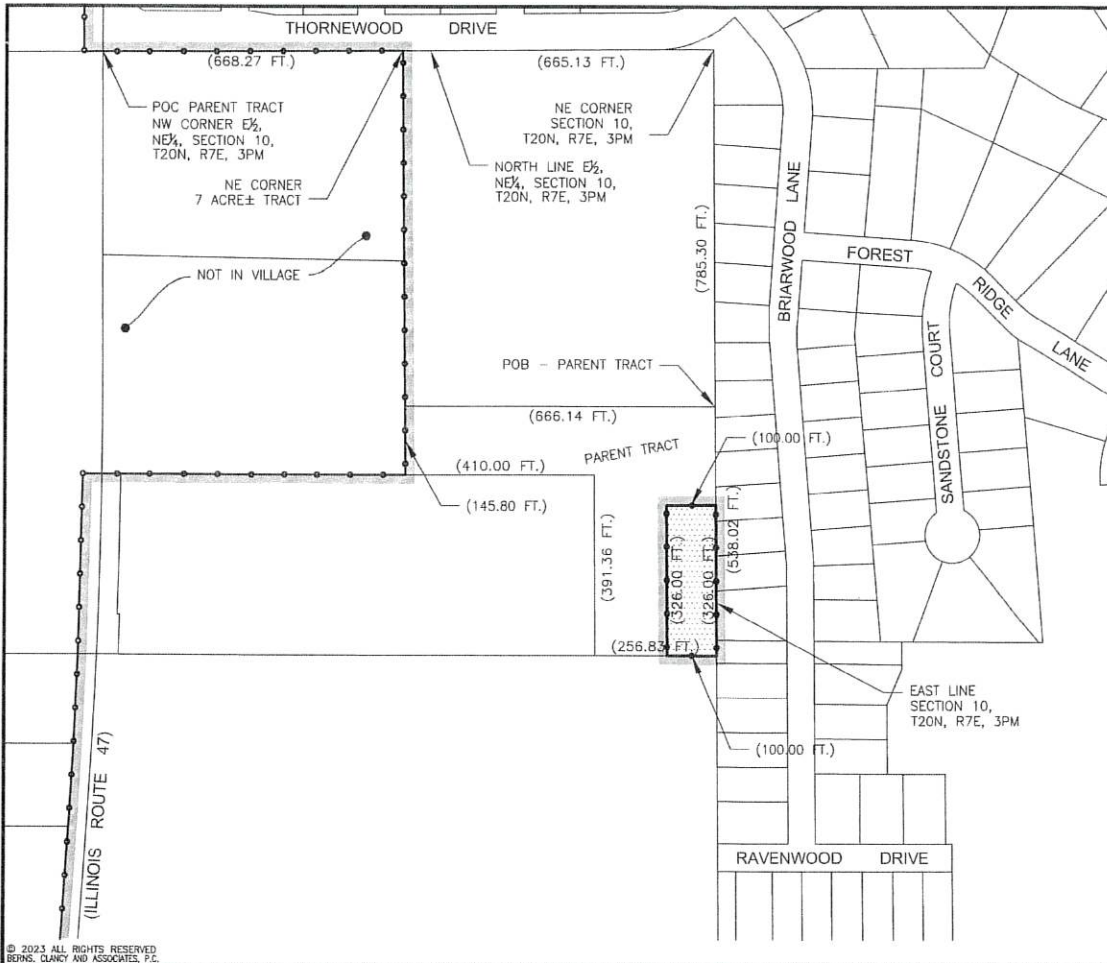 THORNEWOOD DRIVE
(668.27 FT.)
(665.13 FT.)
POC PARENT TRACT
NW CORNER E½,
NE¼, SECTION 10,
T20N, R7E, 3PM
NE CORNER
SECTION 10,
T20N, R7E, 3PM
NORTH LINE E½,
NE¼, SECTION 10,
T20N, R7E, 3PM
NE CORNER
7 ACRE± TRACT
NOT IN VILLAGE
(785.30 FT.)
BRIARWOOD LANE
FOREST
RIDGE
LANE
SANDSTONE COURT
POB - PARENT TRACT
(666.14 FT.)
PARENT TRACT
(100.00 FT.)
(410.00 FT.)
(145.80 FT.)
(391.36 FT.)
(326.00 FT.)
(326.00 FT.)
(538.02 FT.)
(256.83 FT.)
EAST LINE
SECTION 10,
T20N, R7E, 3PM
(100.00 FT.)
(ILLINOIS ROUTE 47)
RAVENWOOD DRIVE
© 2023 ALL RIGHTS RESERVED
BERNS, CLANCY AND ASSOCIATES, P.C.